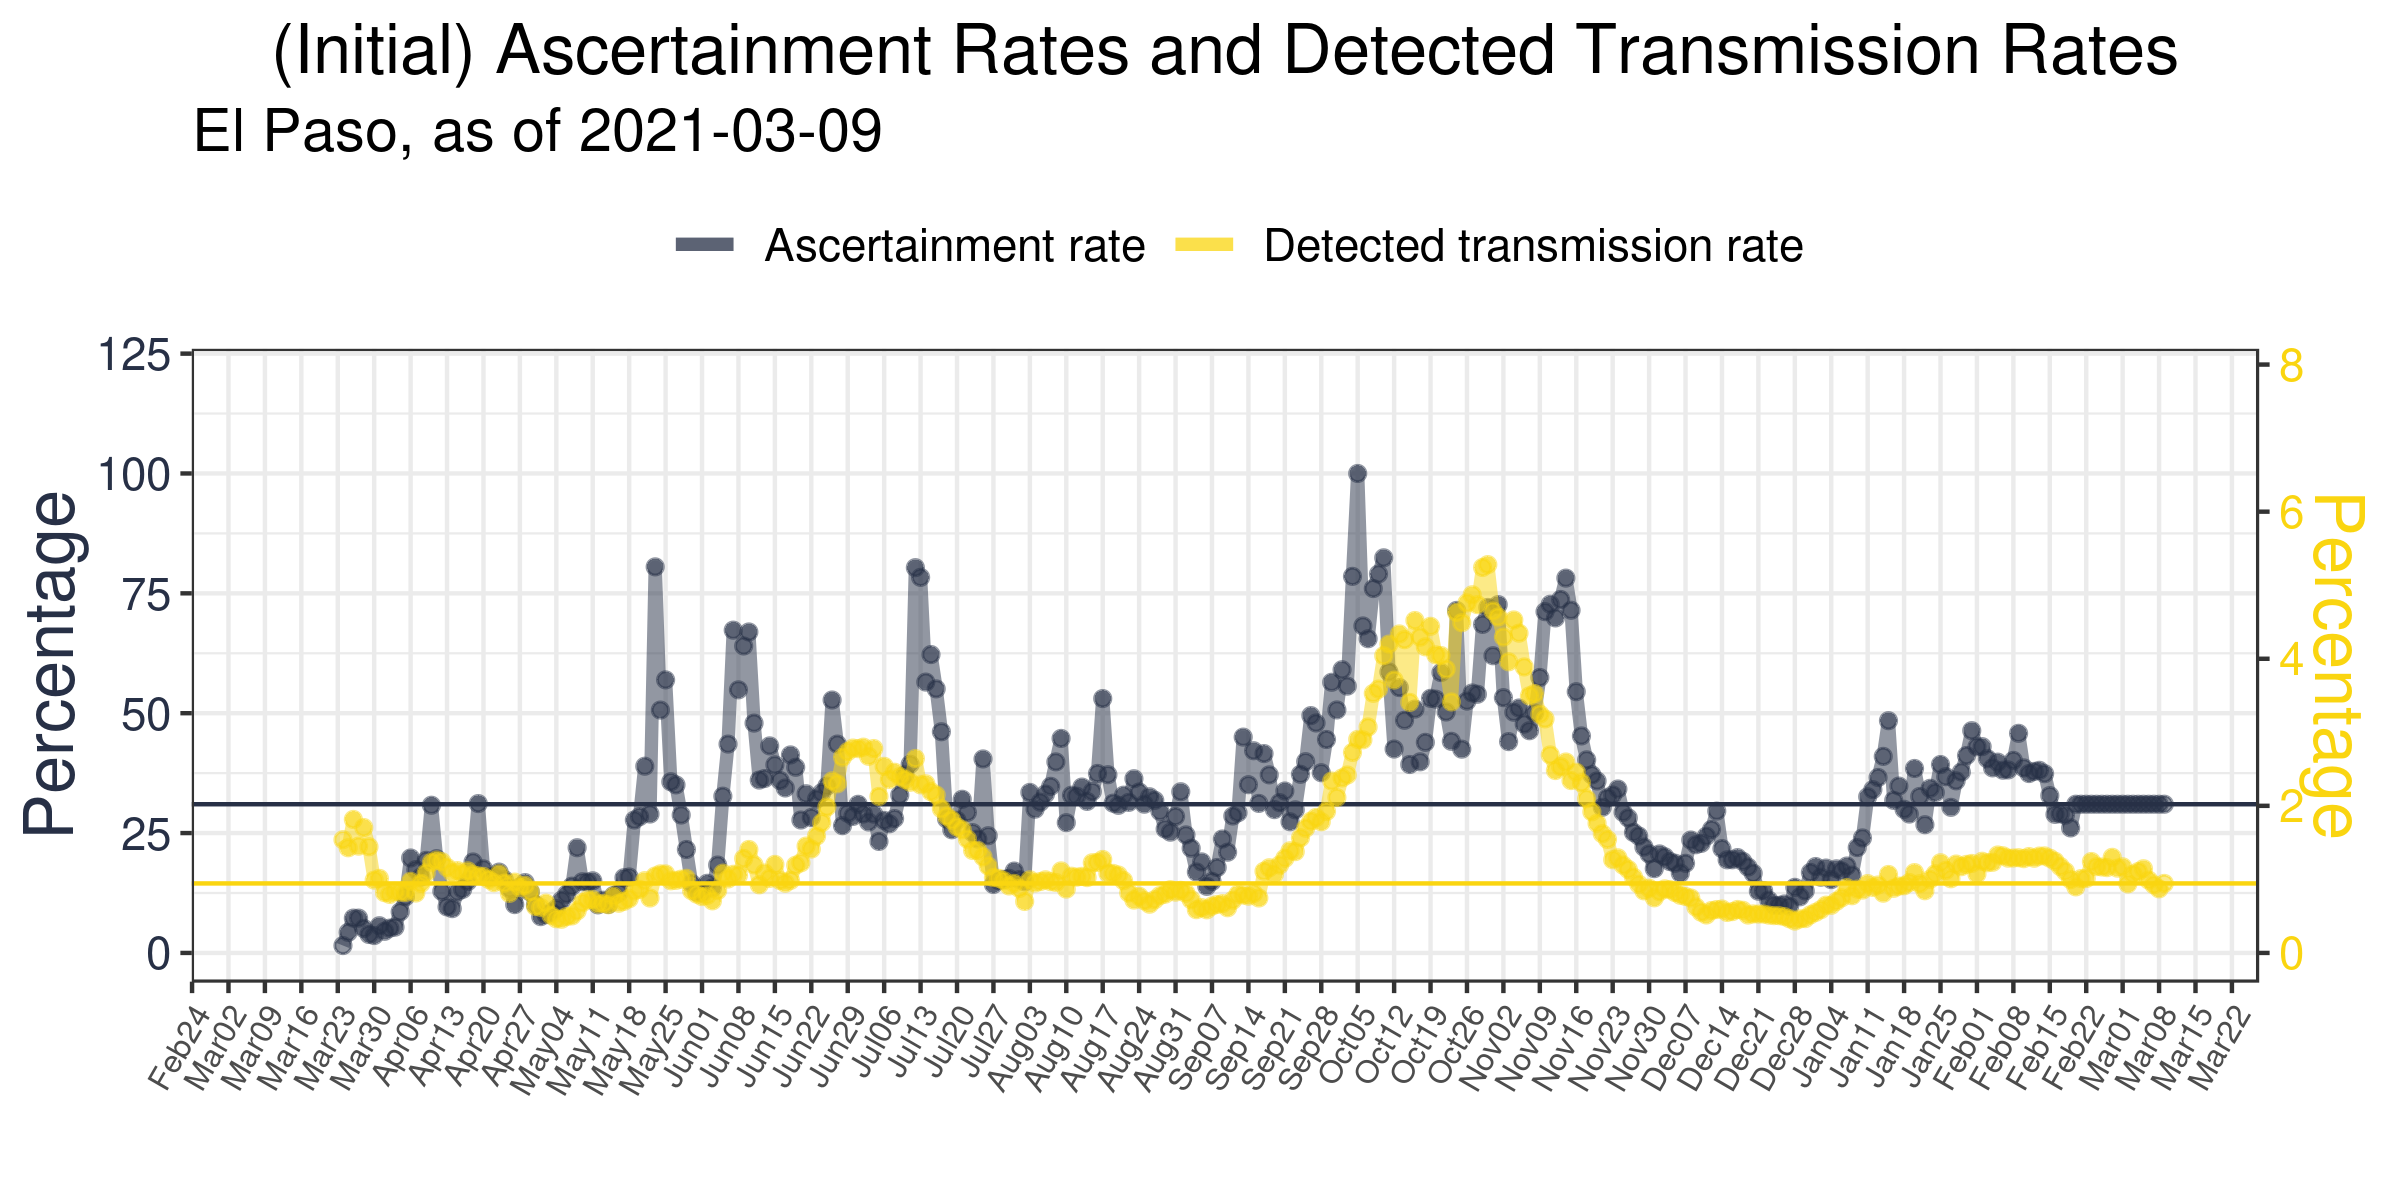 (Initial) Ascertainment Rates and Detected Transmission Rates
El Paso, as of 2021-03-09
Ascertainment rate Detected transmission rate
125
100
75
50
25
0
Percentage
8
6
4
2
0
Percentage
Feb24 Mar02 Mar09 Mar16 Mar23 Mar30 Apr06 Apr13 Apr20 Apr27 May04 May11 May18 May25 Jun01 Jun08 Jun15 Jun22 Jun29 Jul06 Jul13 Jul20 Jul27 Aug03 Aug10 Aug17 Aug24 Aug31 Sep07 Sep14 Sep21 Sep28 Oct05 Oct12 Oct19 Oct26 Nov02 Nov09 Nov16 Nov23 Nov30 Dec07 Dec14 Dec21 Dec28 Jan04 Jan11 Jan18 Jan25 Feb01 Feb08 Feb15 Feb22 Mar01 Mar08 Mar15 Mar22